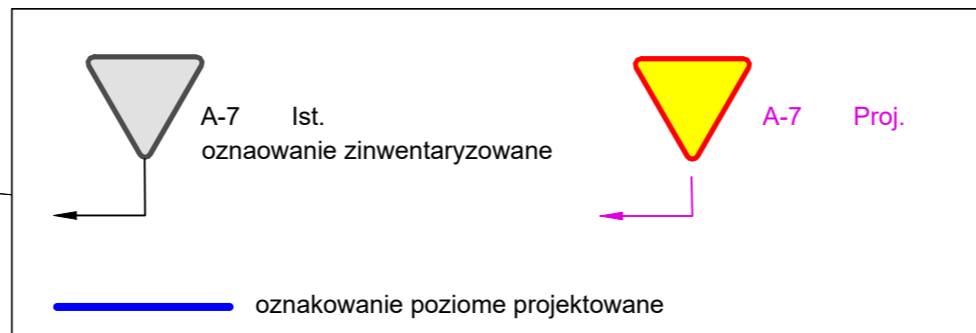 A-7 Ist.
oznaowanie zinwentaryzowane
A-7 Proj.
oznakowanie poziome projektowane